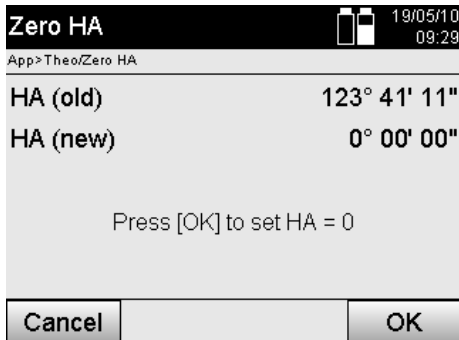 Zero HA 19/05/10
09:29
App>Theo/Zero HA
HA (old) 123° 41' 11"
HA (new) 0° 00' 00"
Press [OK] to set HA = 0
Cancel OK